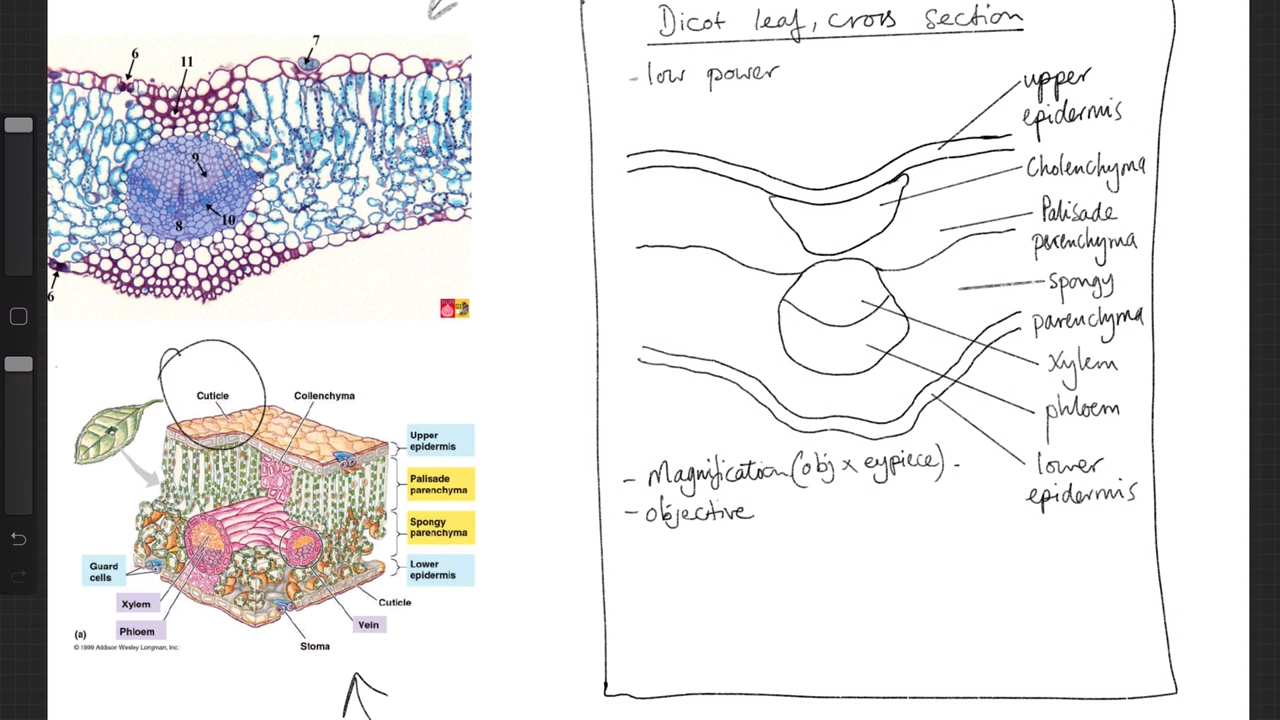 6
11
7
9
10
8
6
Cuticle
Collenchyma
Upper
epidermis
Palisade
parenchyma
Spongy
parenchyma
Lower
epidermis
Guard
cells
Xylem
Phloem
Cuticle
Vein
Stoma
(a)
© 1999 Addison Wesley Longman, Inc.
Dicot leaf, cross section
- low power
upper
epidermis
Cholenchyma
Palisade
perenchyma
spongy
parenchyma
xylem
phloem
lower
epidermis
- Magnification (obj x eypiece).
- objective